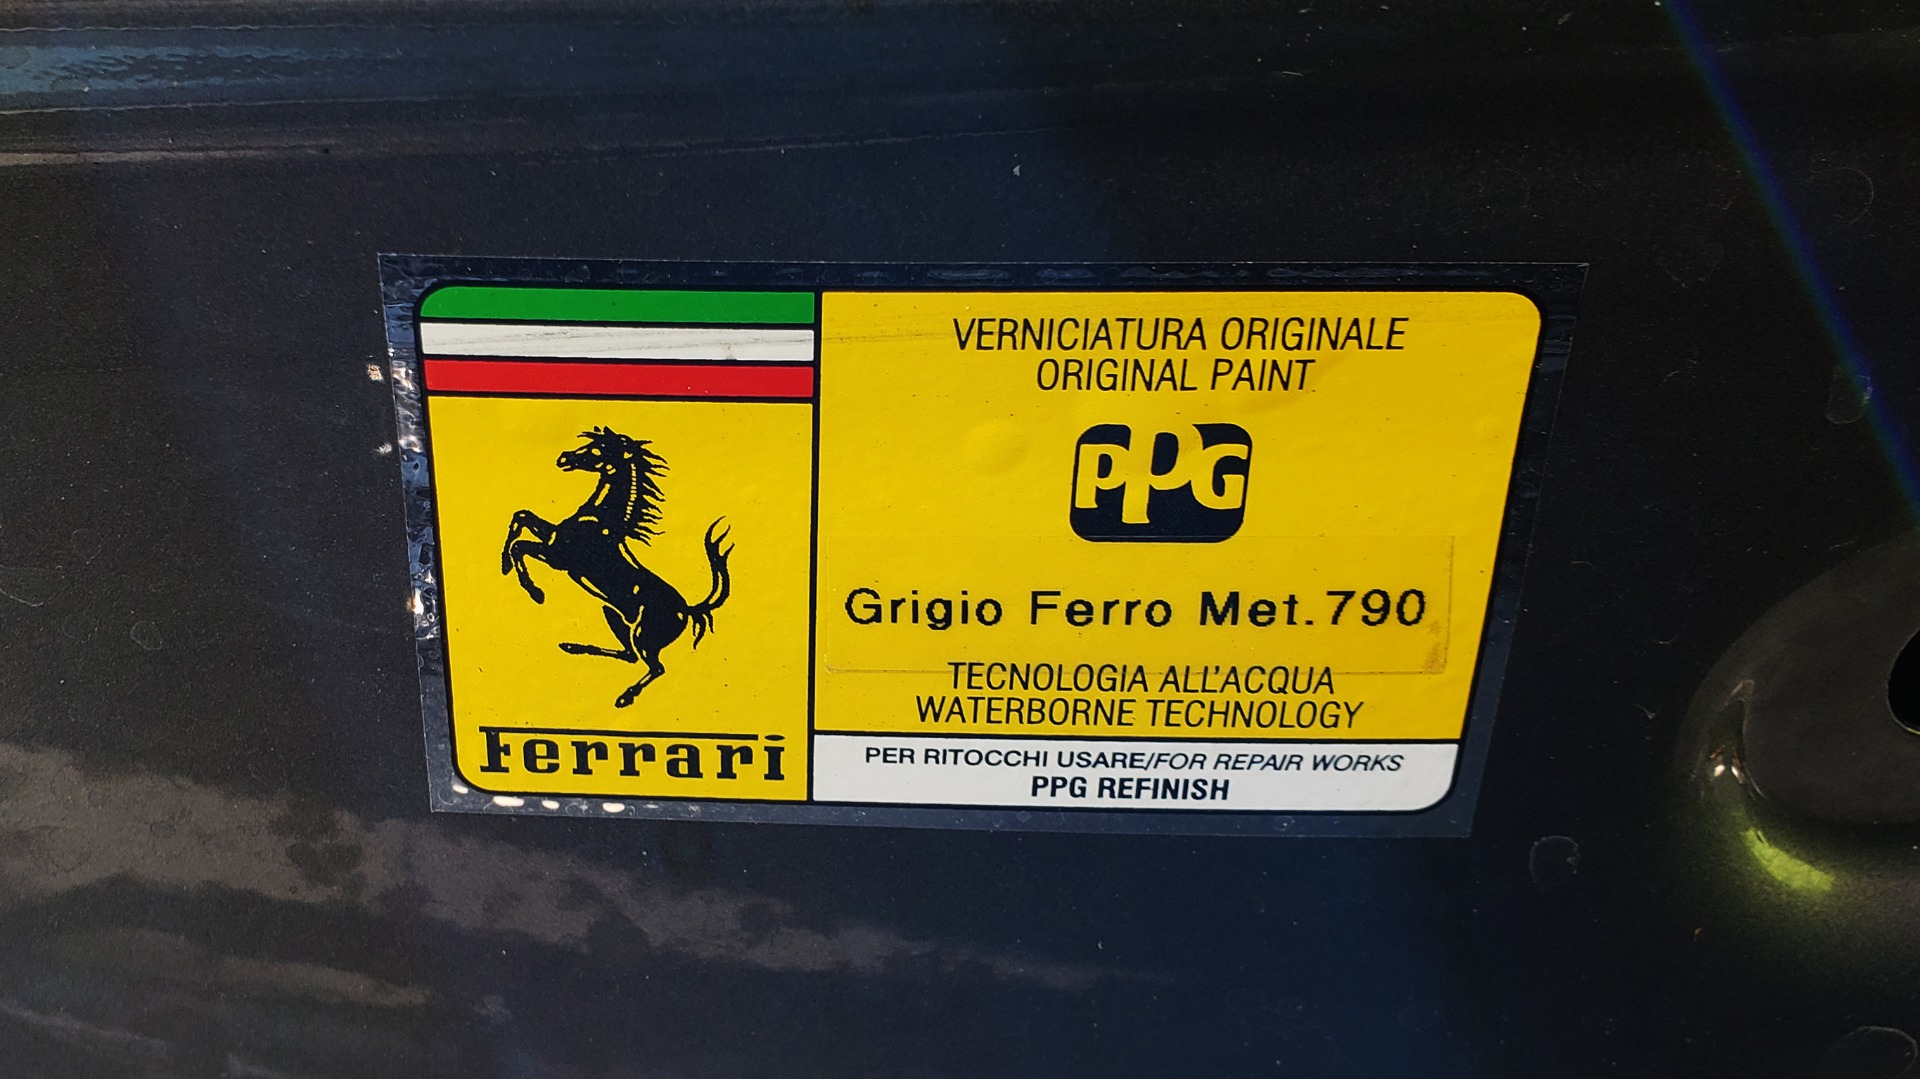 VERNICIATURA ORIGINALE
ORIGINAL PAINT
PPG
Grigio Ferro Met.790
TECNOLOGIA ALL'ACQUA
WATERBORNE TECHNOLOGY
Ferrari
PER RITOCCHI USARE/FOR REPAIR WORKS
PPG REFINISH